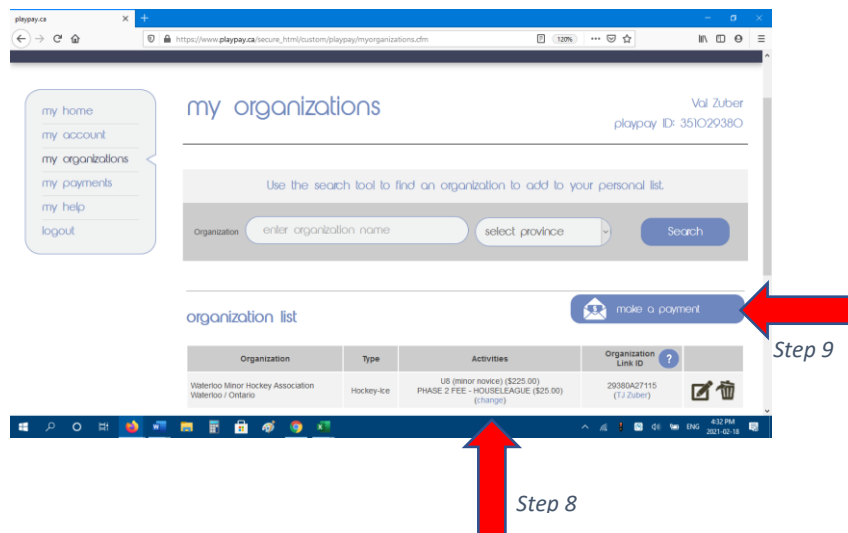 playpay.ca
https://www.playpay.ca/secure_html/custom/playpay/myorganizations.cfm
120%
my home
my account
my organizations
my payments
my help
logout
my organizations
Val Zuber
playpay ID: 351029380
Use the search tool to find an organization to add to your personal list.
Organization
enter organization name
select province
Search
organization list
make a payment
Step 9
Organization
Type
Activities
Organization
Link ID
?
Waterloo Minor Hockey Association
Waterloo / Ontario
Hockey-Ice
U8 (minor novice) ($225.00)
PHASE 2 FEE - HOUSELEAGUE ($25.00)
(change)
29380A27115
(TJ Zuber)
ENG
4:32 PM
2021-02-18
Step 8